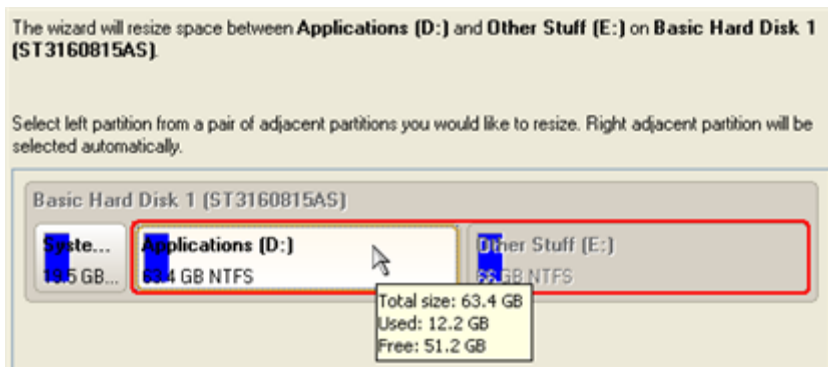 The wizard will resize space between Applications (D:) and Other Stuff (E:) on Basic Hard Disk 1
(ST3160815AS).
Select left partition from a pair of adjacent partitions you would like to resize. Right adjacent partition will be
selected automatically.
Basic Hard Disk 1 (ST3160815AS)
Syste... Applications (D:) Other Stuff (E:)
19.5 GB... 63.4 GB NTFS 66 GB NTFS
Total size: 63.4 GB
Used: 12.2 GB
Free: 51.2 GB